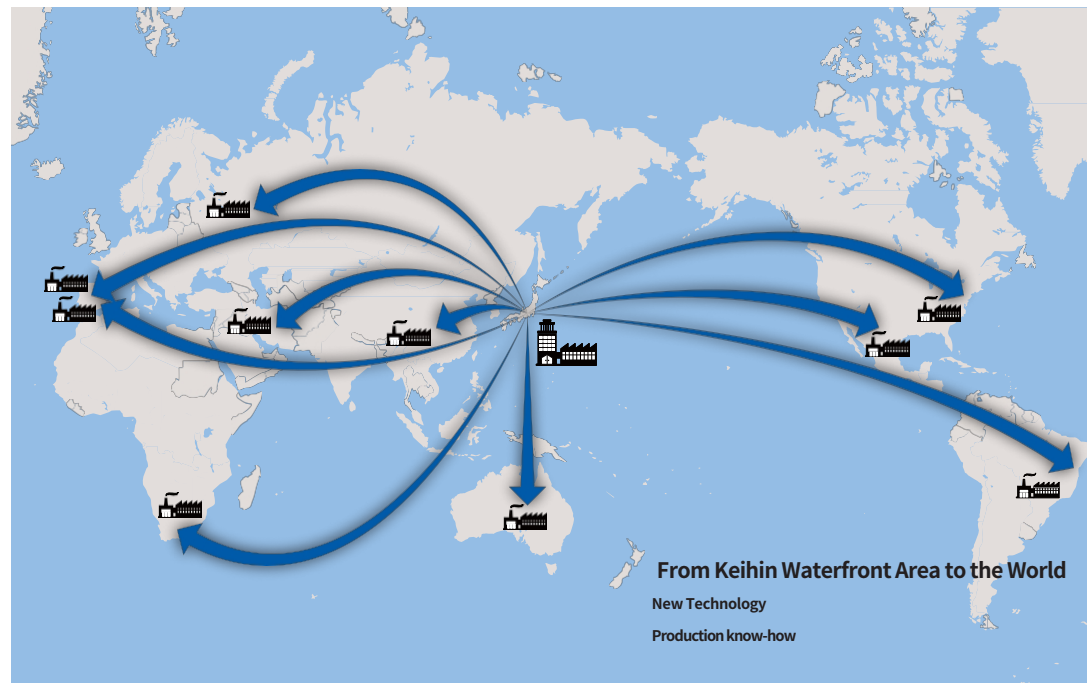 From Keihin Waterfront Area to the World
New Technology
Production know-how